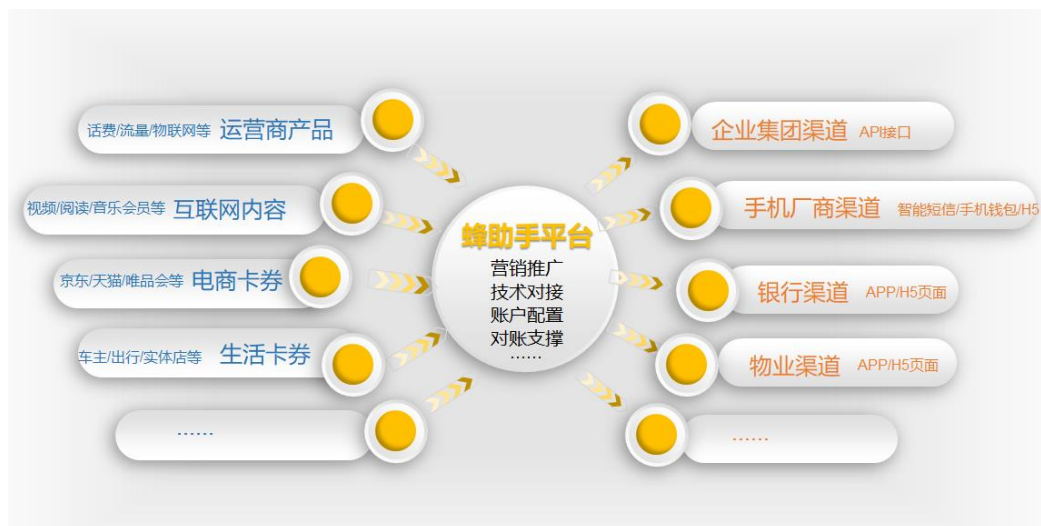 话费/流量/物联网等 运营商产品
视频/阅读/音乐会员等 互联网内容
京东/天猫/唯品会等 电商卡券
车主/出行/实体店等 生活卡券
……
蜂助手平台
营销推广
技术对接
账户配置
对账支撑
……
企业集团渠道 API接口
手机厂商渠道 智能短信/手机钱包/H5
银行渠道 APP/H5页面
物业渠道 APP/H5页面
……